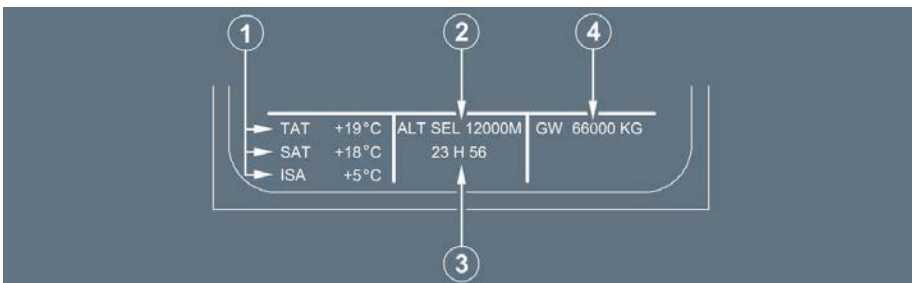 1
2
4
TAT +19°C
SAT +18°C
ISA +5°C
ALT SEL 12000M
23 H 56
GW 66000 KG
3